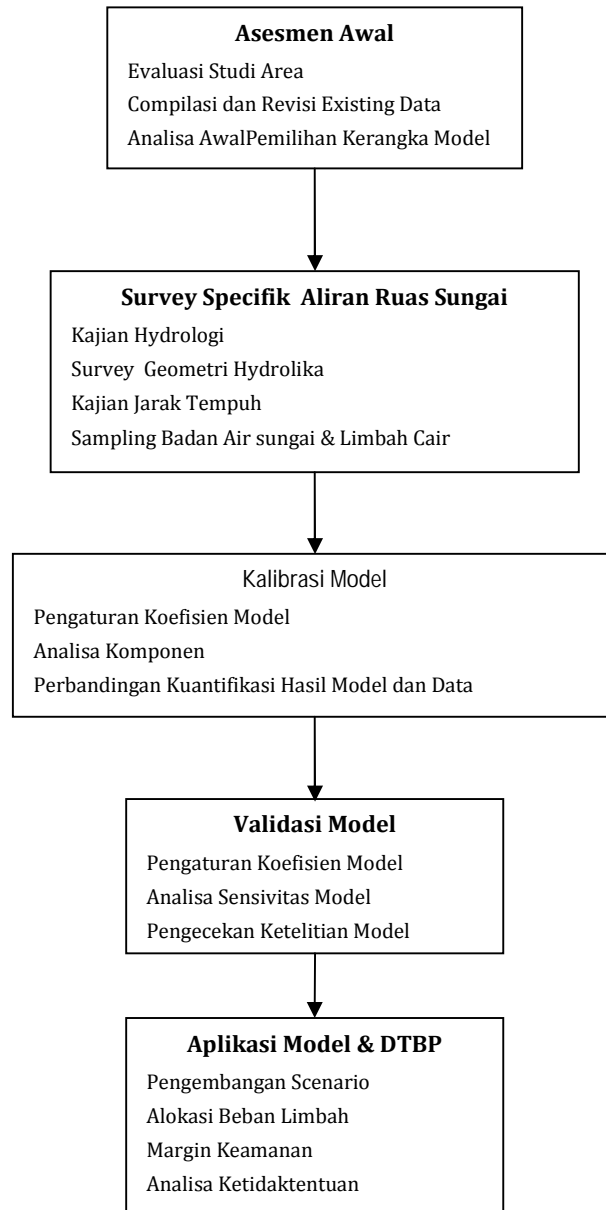 Asesmen Awal
Evaluasi Studi Area
Compilasi dan Revisi Existing Data
Analisa AwalPemilihan Kerangka Model
Survey Specifik Aliran Ruas Sungai
Kajian Hydrologi
Survey Geometri Hydrolika
Kajian Jarak Tempuh
Sampling Badan Air sungai & Limbah Cair
Kalibrasi Model
Pengaturan Koefisien Model
Analisa Komponen
Perbandingan Kuantifikasi Hasil Model dan Data
Validasi Model
Pengaturan Koefisien Model
Analisa Sensivitas Model
Pengecekan Ketelitian Model
Aplikasi Model & DTBP
Pengembangan Scenario
Alokasi Beban Limbah
Margin Keamanan
Analisa Ketidaktentuan